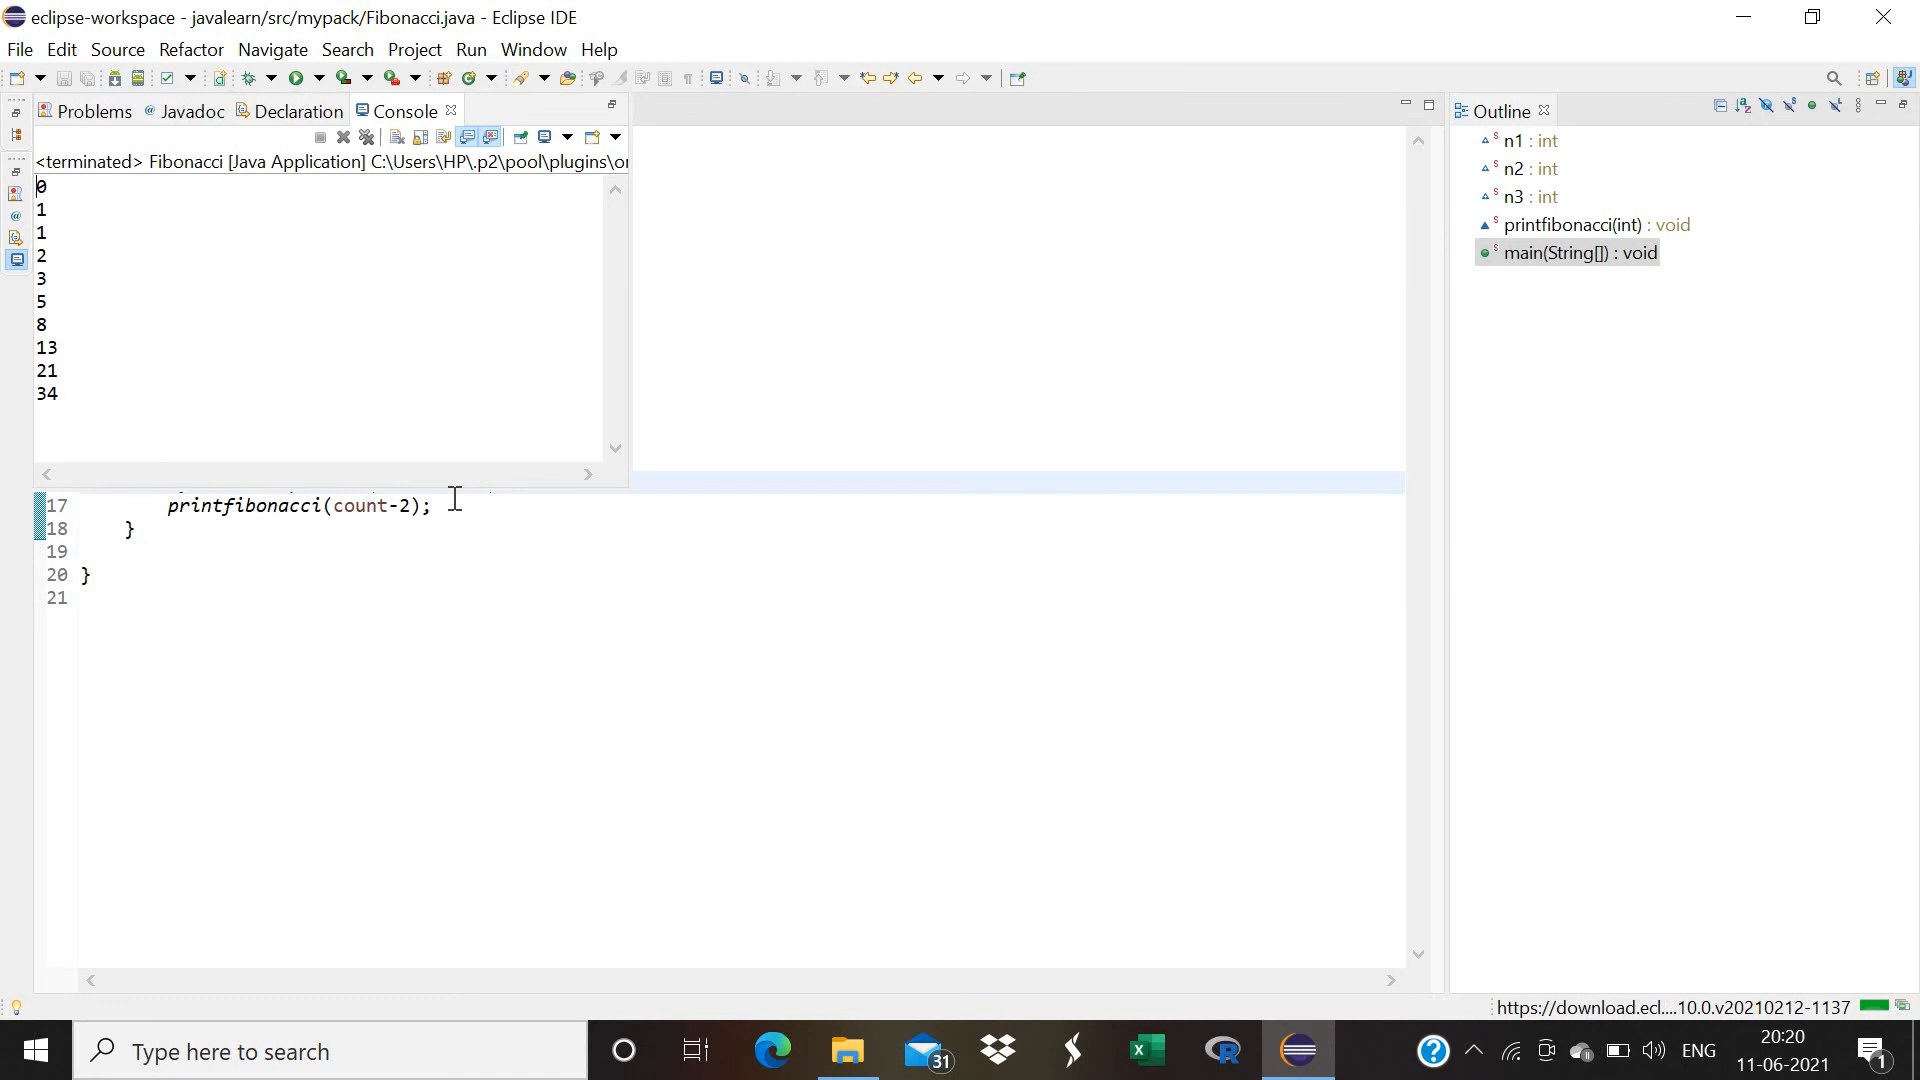 eclipse-workspace - javalearn/src/mypack/Fibonacci.java - Eclipse IDE
File Edit Source Refactor Navigate Search Project Run Window Help
Problems @ Javadoc Declaration Console
Outline
<terminated> Fibonacci [Java Application] C:\Users\HP\.p2\pool\plugins\or
0
1
1
2
3
5
8
13
21
34
n1 : int
n2 : int
n3 : int
printfibonacci(int) : void
main(String[]) : void
17 printfibonacci(count-2);
18 }
19
20 }
21
https://download.ecl....10.0.v20210212-1137
Type here to search
31
ENG
20:20
11-06-2021
1